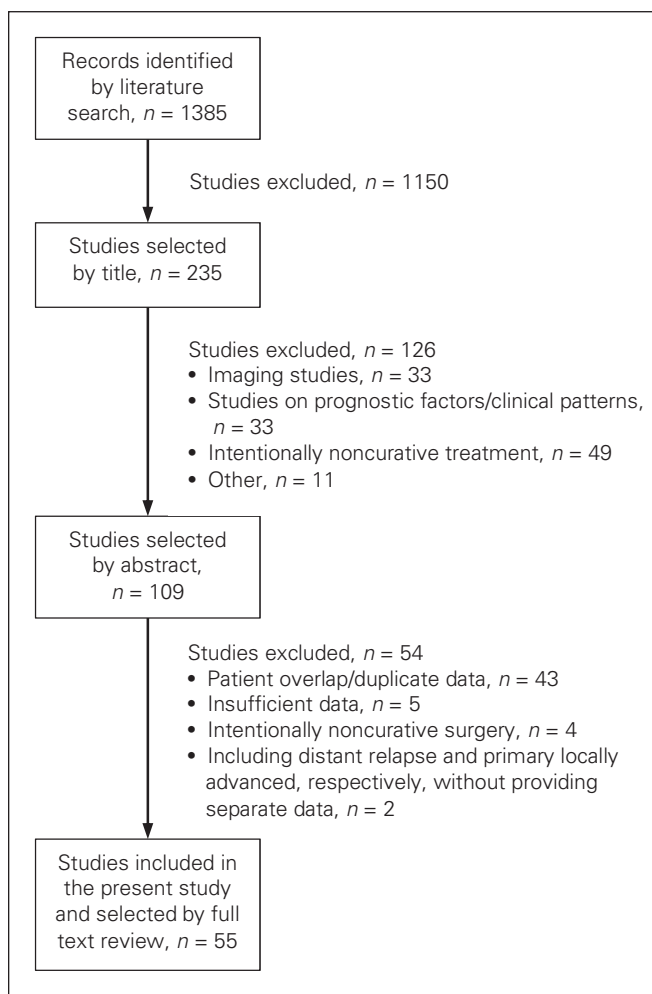 Records identified
by literature
search, n = 1385
Studies excluded, n = 1150
Studies selected
by title, n = 235
Studies excluded, n = 126
• Imaging studies, n = 33
• Studies on prognostic factors/clinical patterns,
n = 33
• Intentionally noncurative treatment, n = 49
• Other, n = 11
Studies selected
by abstract,
n = 109
Studies excluded, n = 54
• Patient overlap/duplicate data, n = 43
• Insufficient data, n = 5
• Intentionally noncurative surgery, n = 4
• Including distant relapse and primary locally
advanced, respectively, without providing
separate data, n = 2
Studies included in
the present study
and selected by full
text review, n = 55